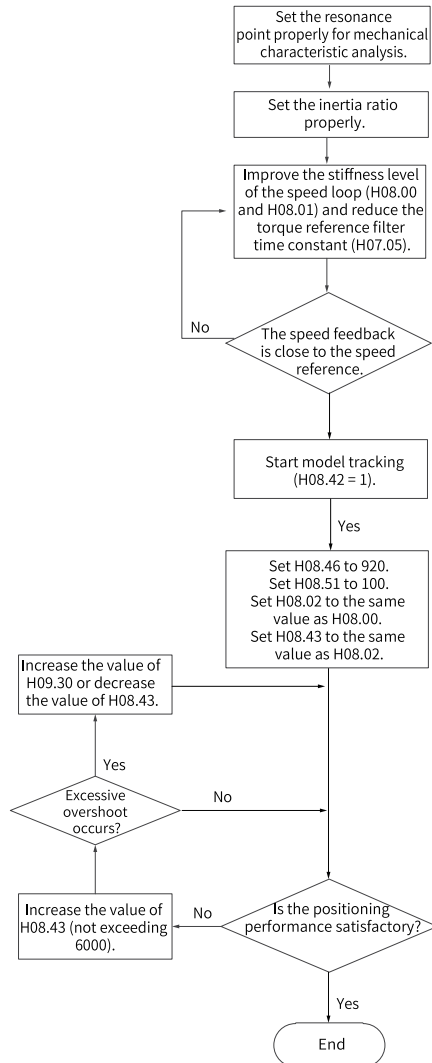 Set the resonance
point properly for mechanical
characteristic analysis.
Set the inertia ratio
properly.
Improve the stiffness level
of the speed loop (H08.00
and H08.01) and reduce the
torque reference filter
time constant (H07.05).
No
The speed feedback
is close to the speed
reference.
Start model tracking
(H08.42 = 1).
Yes
Set H08.46 to 920.
Set H08.51 to 100.
Set H08.02 to the same
value as H08.00.
Set H08.43 to the same
value as H08.02.
Increase the value of
H09.30 or decrease
the value of H08.43.
Yes
Excessive
overshoot
occurs?
No
Is the positioning
performance satisfactory?
No
Increase the value of
H08.43 (not exceeding
6000).
Yes
End